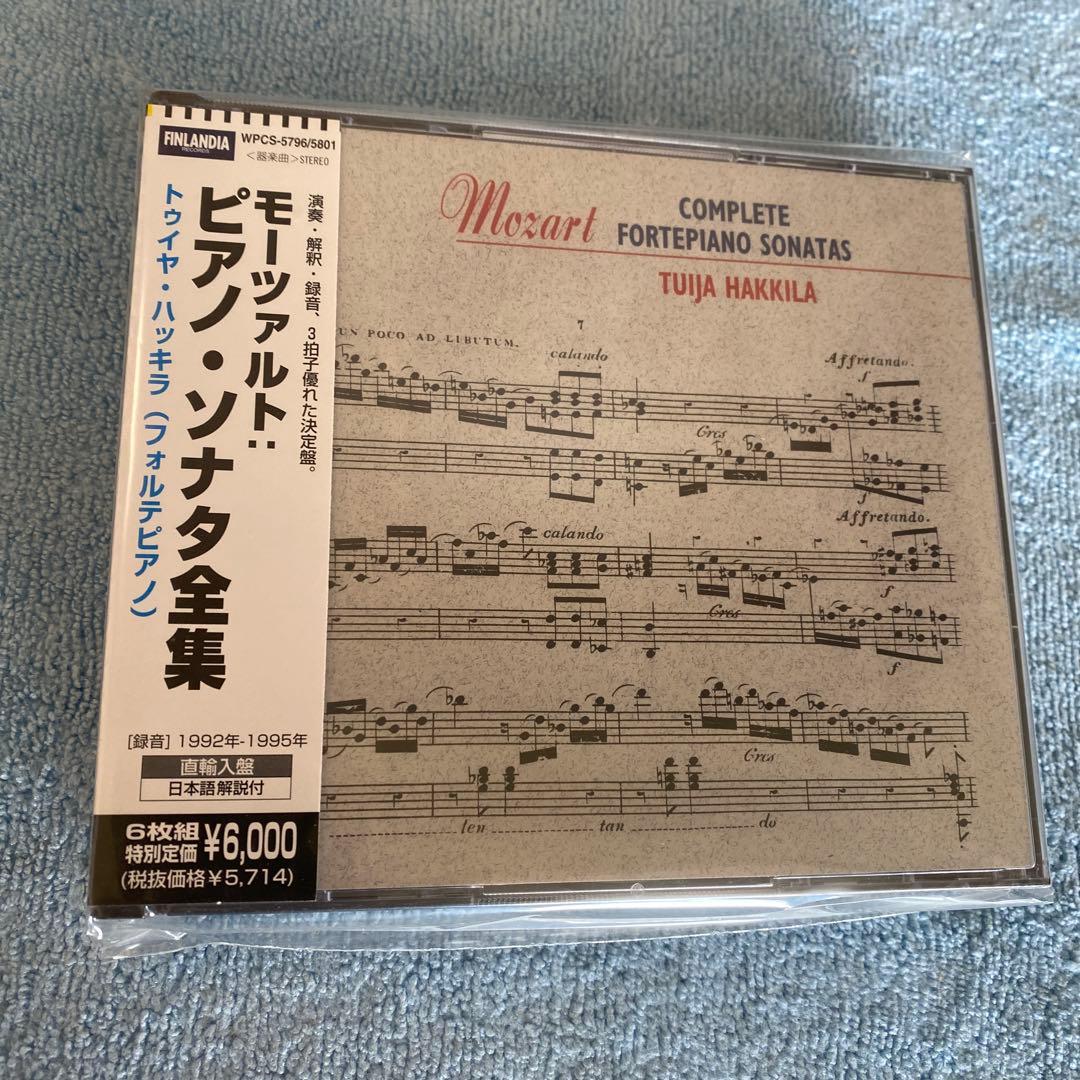 FINLANDIA
RECORDS
WPCS-5796/5801
<器楽曲>STEREO
演奏・解釈・録音、3拍子優れた決定盤。
モーツァルト:
ピアノ・ソナタ全集
トゥイヤ・ハッキラ(フォルテピアノ)
[録音] 1992年-1995年
直輸入盤
日本語解説付
6枚組
特別定価 ¥6,000
(税抜価格¥5,714)
Mozart
COMPLETE
FORTEPIANO SONATAS
TUIJA HAKKILA
UN POCO AD LIBITUM.
7
calando
Affretando.
f
Cres
f
calando
Affretando.
f
Cres
f
Cres
ten
tan
do